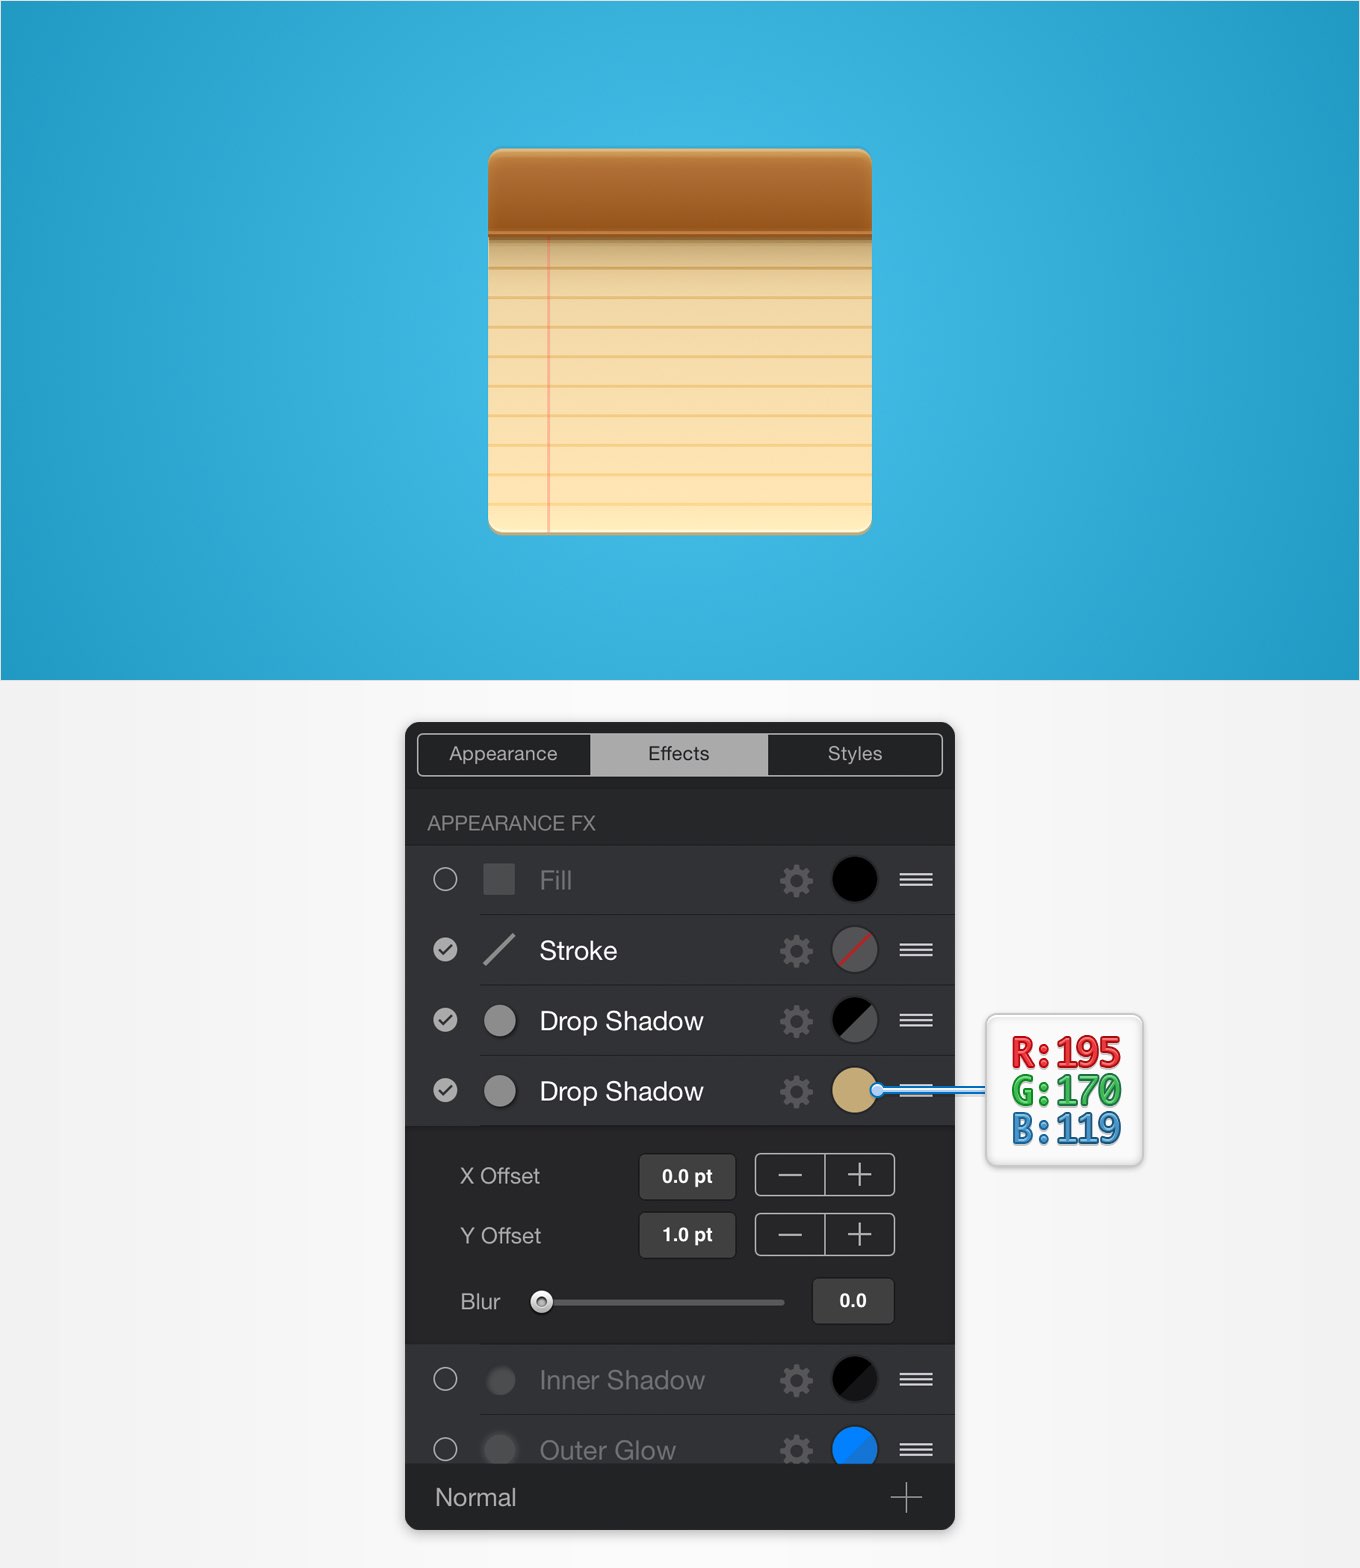 Appearance Effects Styles
APPEARANCE FX
Fill
Stroke
Drop Shadow
Drop Shadow
R:195
G:170
B:119
X Offset 0.0 pt
Y Offset 1.0 pt
Blur 0.0
Inner Shadow
Outer Glow
Normal